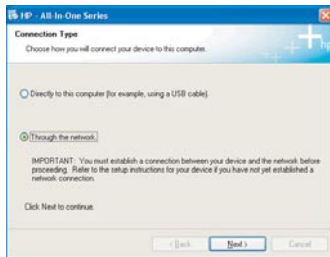 HP - All-In-One Series
Connection Type
Choose how you will connect your device to this computer.
hp
Directly to this computer (for example, using a USB cable).
Through the network.
IMPORTANT: You must establish a connection between your device and the network before
proceeding. Refer to the setup instructions for your device if you have not yet established a
network connection.
Click Next to continue.
< Back Next > Cancel